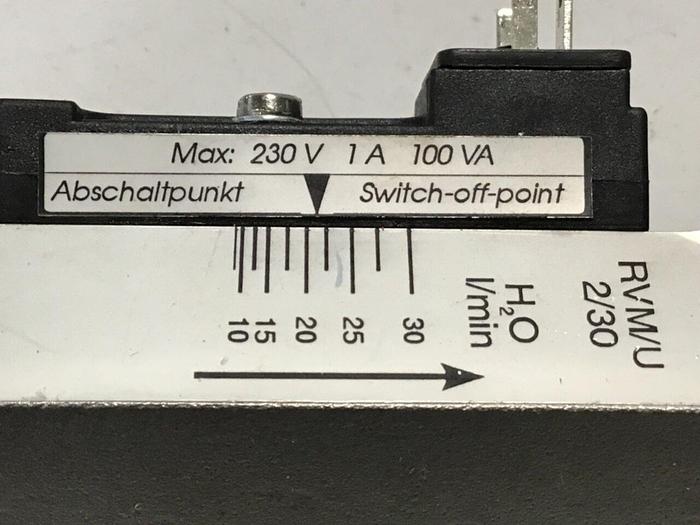 Max: 230 V 1 A 100 VA
Abschaltpunkt Switch-off-point
10 15 20 25 30
H₂O
l/min
RVM/U
2/30